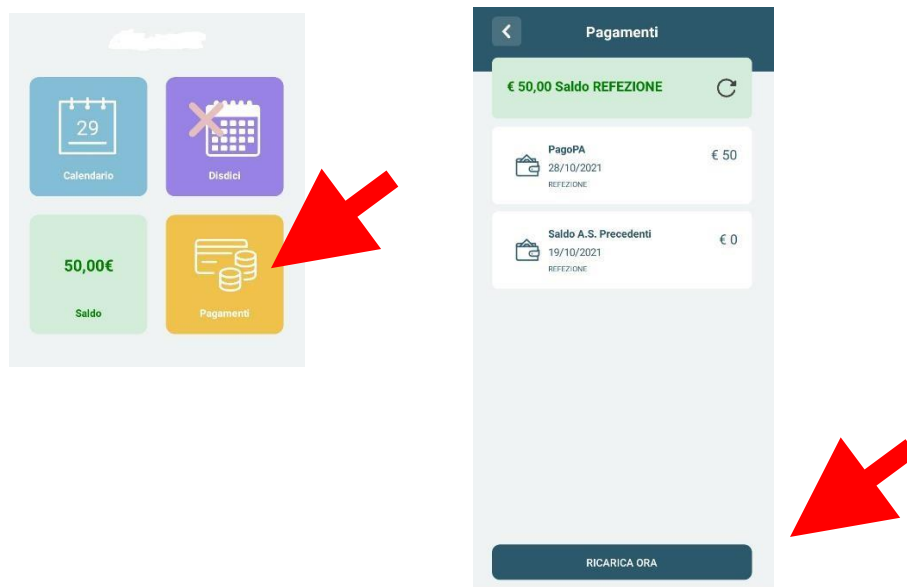 29
Calendario
Disdici
50,00€
Saldo
Pagamenti
Pagamenti
€ 50,00 Saldo REFEZIONE
PagoPA
€ 50
28/10/2021
REFEZIONE
Saldo A.S. Precedenti
€ 0
19/10/2021
REFEZIONE
RICARICA ORA